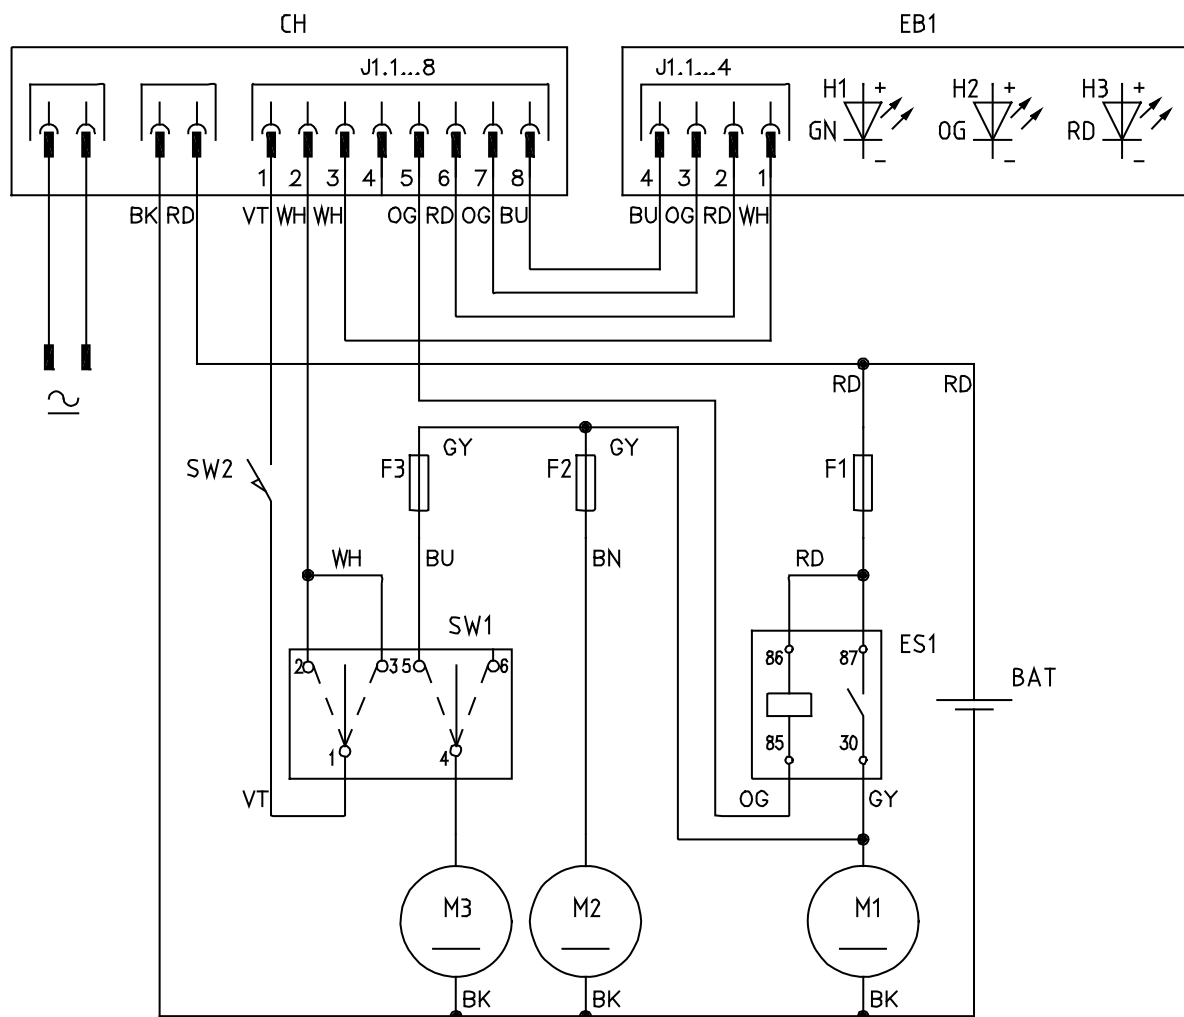 CH EB1
J1.1...8 J1.1...4
H1 + H2 + H3 +
GN OG RD
- - -
1 2 3 4 5 6 7 8 4 3 2 1
BK RD VT WH WH OG RD OG BU BU OG RD WH
RD RD
GY GY
SW2 F3 F2 F1
WH BU BN RD
SW1 ES1
2 3 5 6 86 87
BAT
1 4 85 30
VT OG GY
M3 M2 M1
BK BK BK